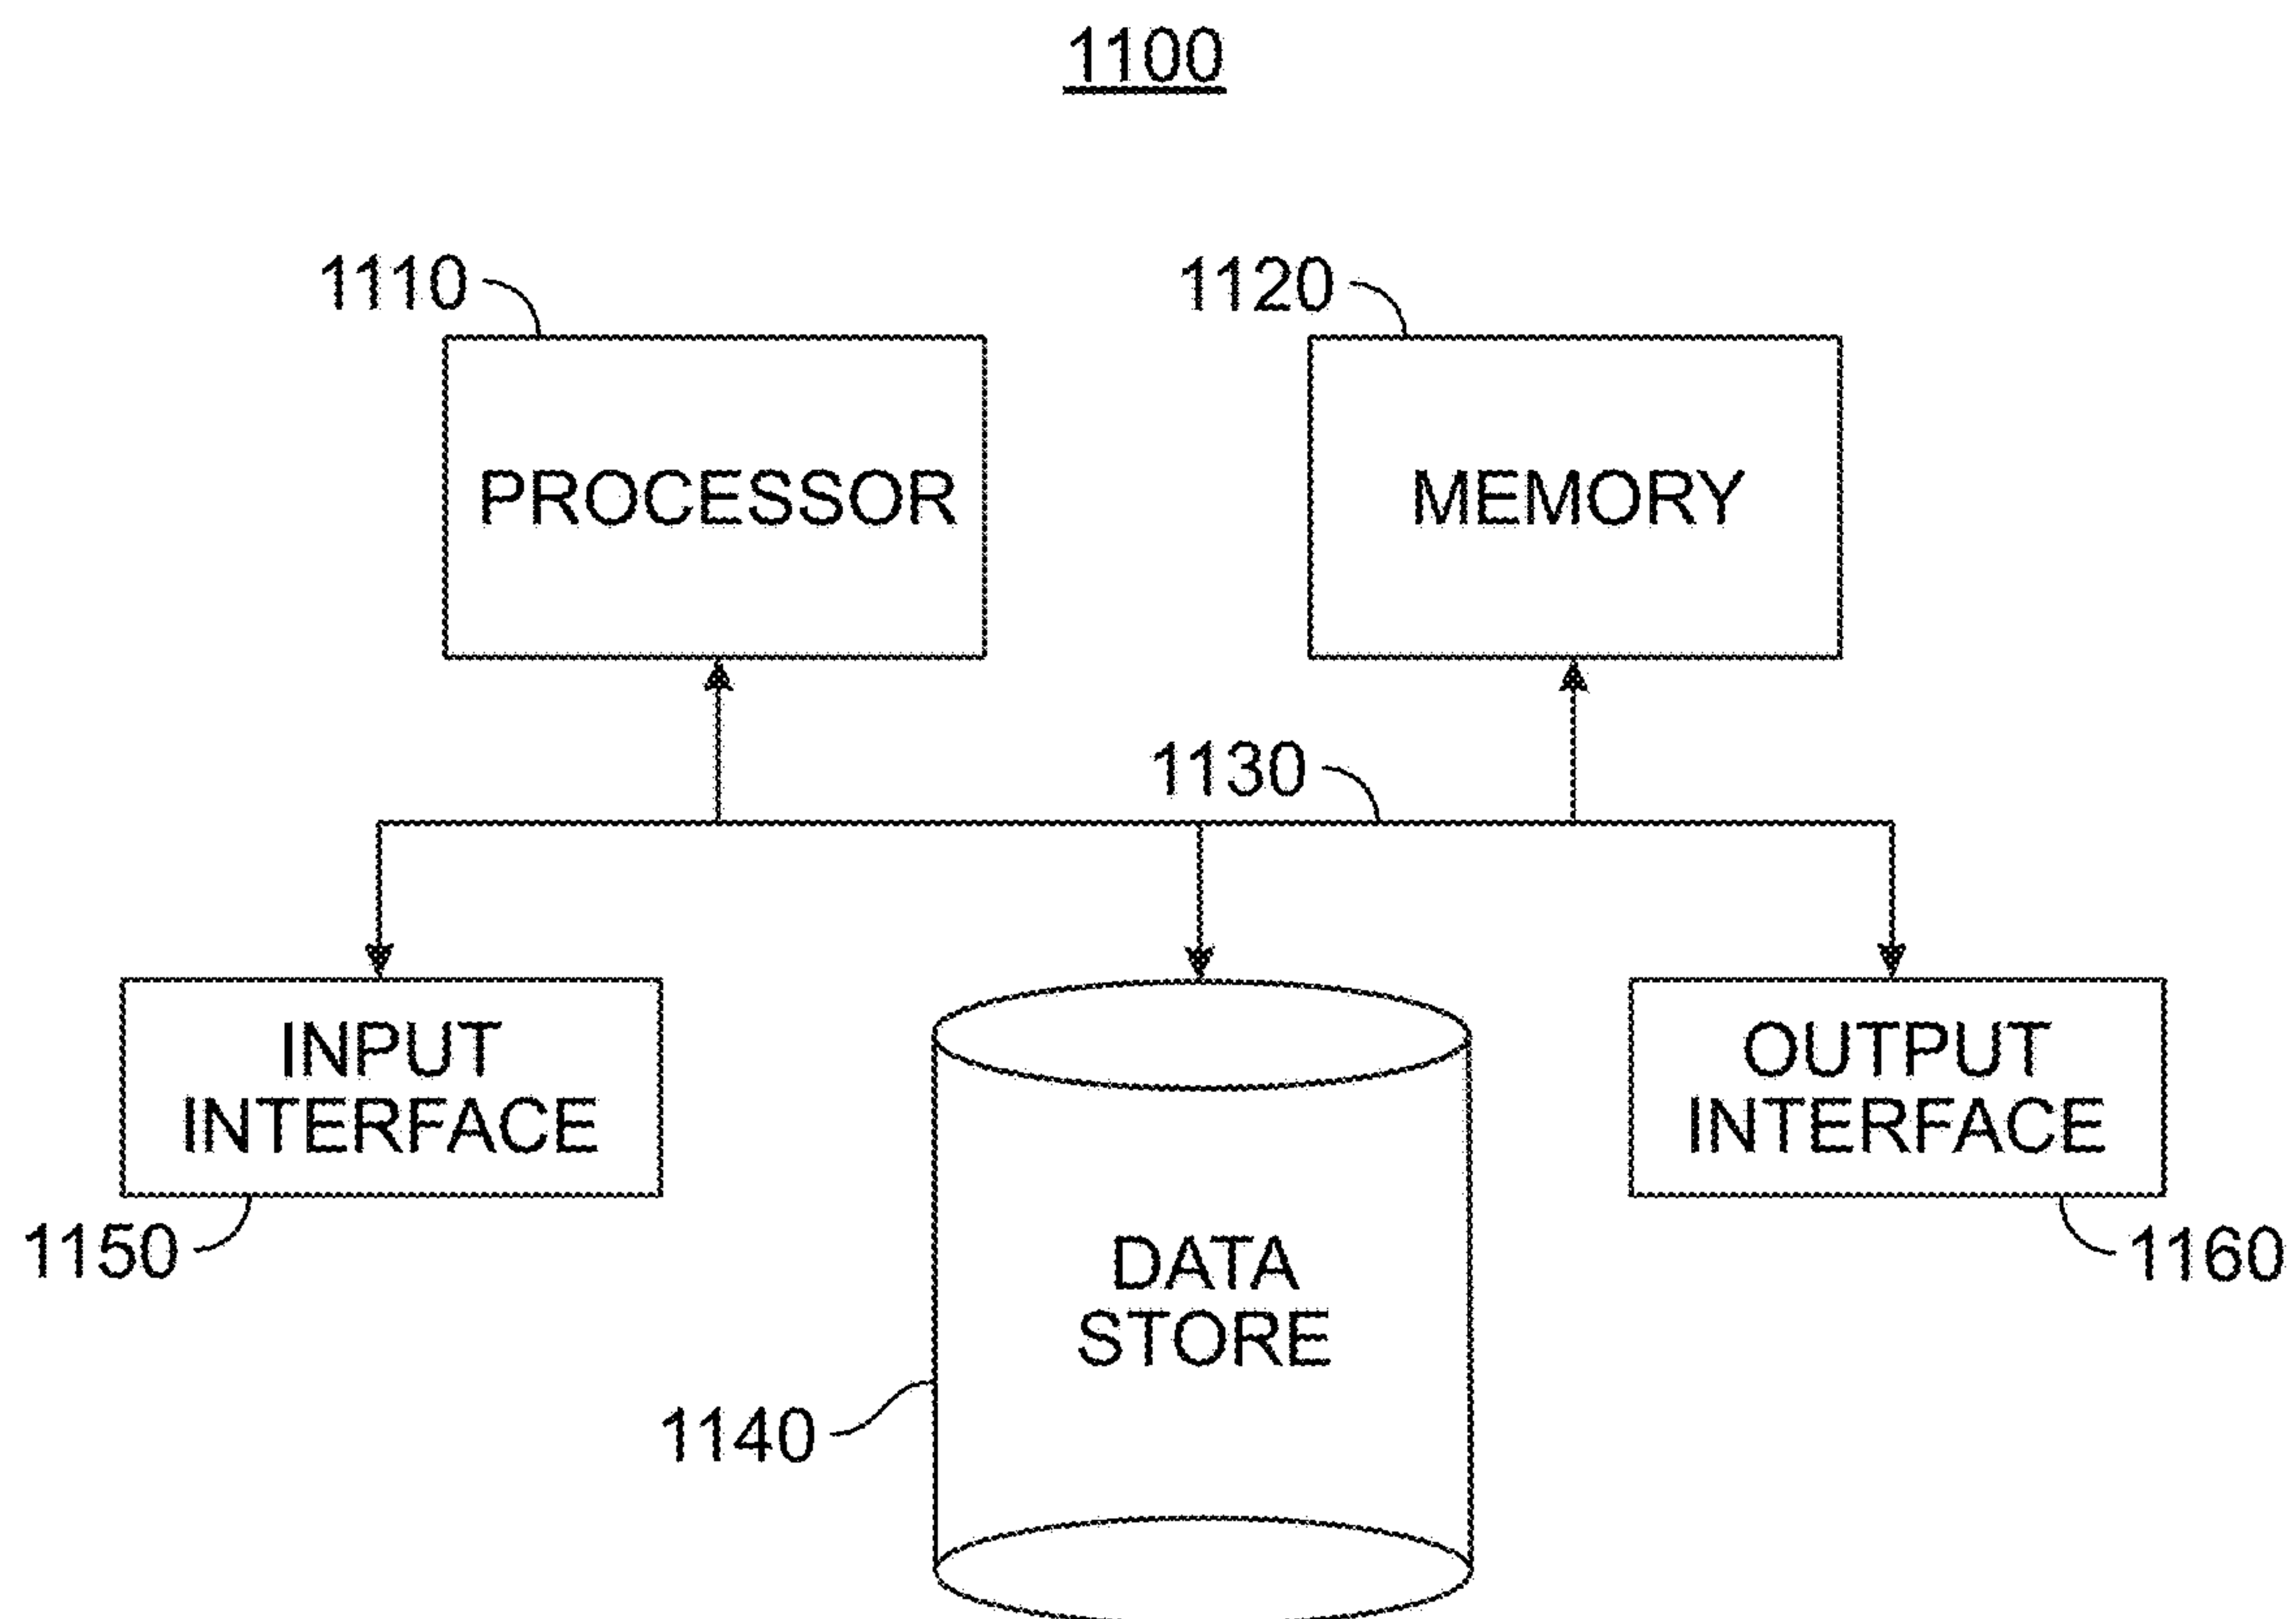 1100
1110
1120
PROCESSOR
MEMORY
1130
INPUT
INTERFACE
OUTPUT
INTERFACE
1150
DATA
STORE
1160
1140